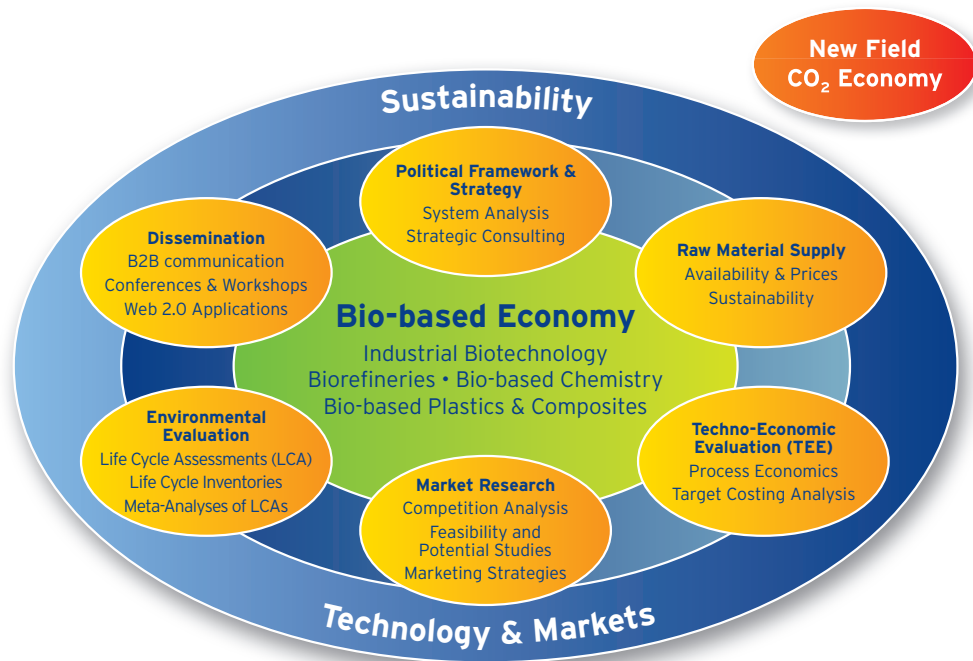 New Field
CO₂ Economy
Sustainability
Political Framework &
Strategy
System Analysis
Strategic Consulting
Dissemination
B2B communication
Conferences & Workshops
Web 2.0 Applications
Raw Material Supply
Availability & Prices
Sustainability
Bio-based Economy
Industrial Biotechnology
Biorefineries • Bio-based Chemistry
Bio-based Plastics & Composites
Environmental
Evaluation
Life Cycle Assessments (LCA)
Life Cycle Inventories
Meta-Analyses of LCAs
Techno-Economic
Evaluation (TEE)
Process Economics
Target Costing Analysis
Market Research
Competition Analysis
Feasibility and
Potential Studies
Marketing Strategies
Technology & Markets